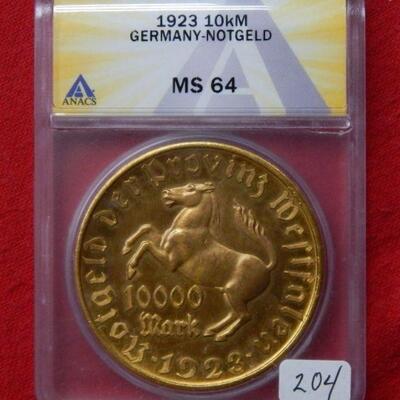 1923 10kM
GERMANY-NOTGELD
ANACS
MS 64
Notgeld der Provinz Westfalen
10000
Mark
·1923·
204